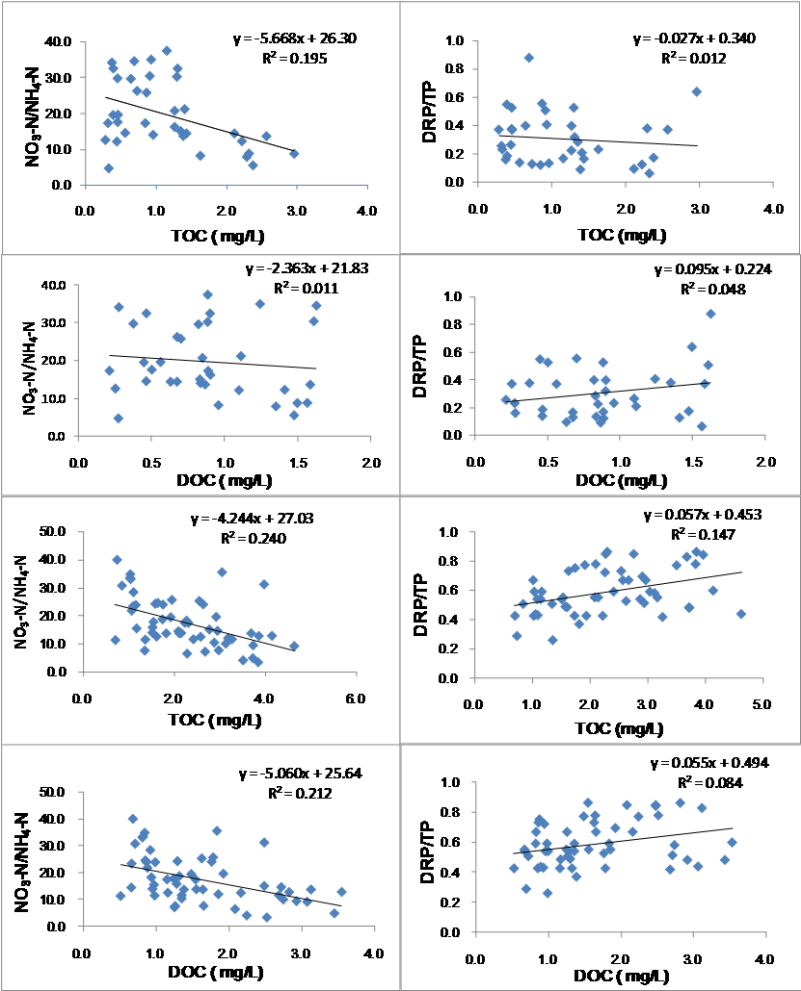 y = -5.668x + 26.30
R² = 0.195
NO₃-N/NH₄-N
40.0
30.0
20.0
10.0
0.0
0.0 1.0 2.0 3.0 4.0
TOC ( mg/L)
y = -0.027x + 0.340
R² = 0.012
DRP/TP
1.0
0.8
0.6
0.4
0.2
0.0
0.0 1.0 2.0 3.0 4.0
TOC ( mg/L)
y = -2.363x + 21.83
R² = 0.011
NO₃-N/NH₄-N
40.0
30.0
20.0
10.0
0.0
0.0 0.5 1.0 1.5 2.0
DOC ( mg/L)
y = 0.095x + 0.224
R² = 0.048
DRP/TP
1.0
0.8
0.6
0.4
0.2
0.0
0.0 0.5 1.0 1.5 2.0
DOC ( mg/L)
y = -4.244x + 27.03
R² = 0.240
NO₃-N/NH₄-N
50.0
40.0
30.0
20.0
10.0
0.0
0.0 2.0 4.0 6.0
TOC ( mg/L)
y = 0.057x + 0.453
R² = 0.147
DRP/TP
1.0
0.8
0.6
0.4
0.2
0.0
0.0 1.0 2.0 3.0 4.0 5.0
TOC ( mg/L)
y = -5.060x + 25.64
R² = 0.212
NO₃-N/NH₄-N
50.0
40.0
30.0
20.0
10.0
0.0
0.0 1.0 2.0 3.0 4.0
DOC ( mg/L)
y = 0.055x + 0.494
R² = 0.084
DRP/TP
1.0
0.8
0.6
0.4
0.2
0.0
0.0 1.0 2.0 3.0 4.0
DOC ( mg/L)